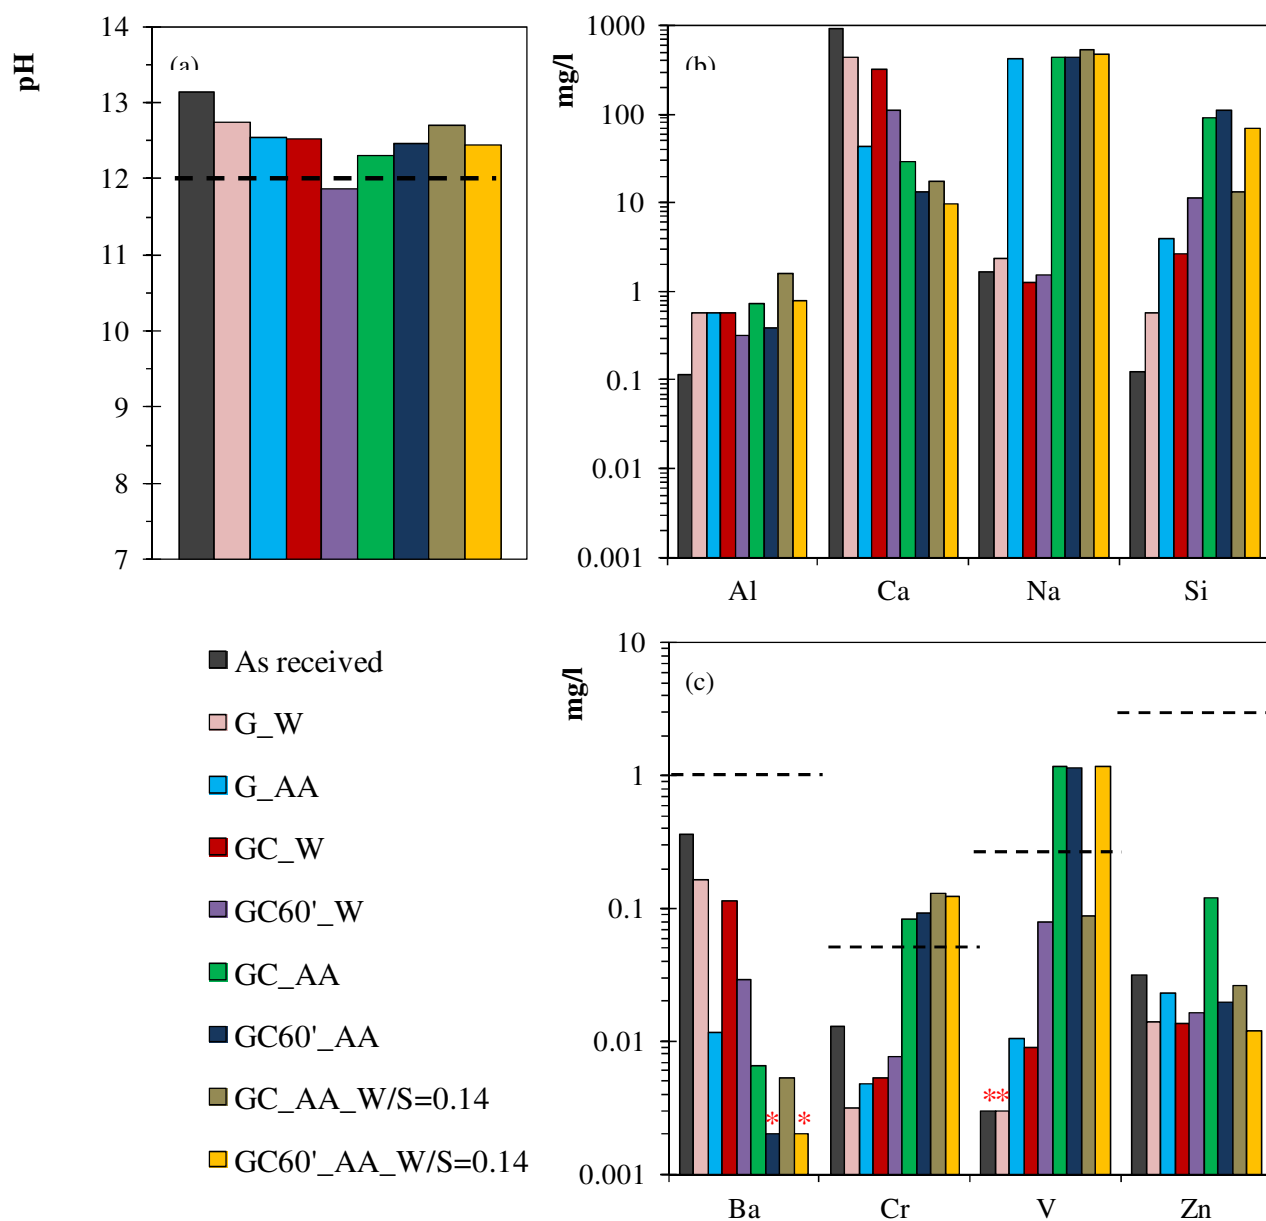 pH
14
13
12
11
10
9
8
7
(a)
mg/l
1000
100
10
1
0.1
0.01
0.001
(b)
Al Ca Na Si
As received
G_W
G_AA
GC_W
GC60'_W
GC_AA
GC60'_AA
GC_AA_W/S=0.14
GC60'_AA_W/S=0.14
mg/l
10
1
0.1
0.01
0.001
(c)
* *
**
Ba Cr V Zn